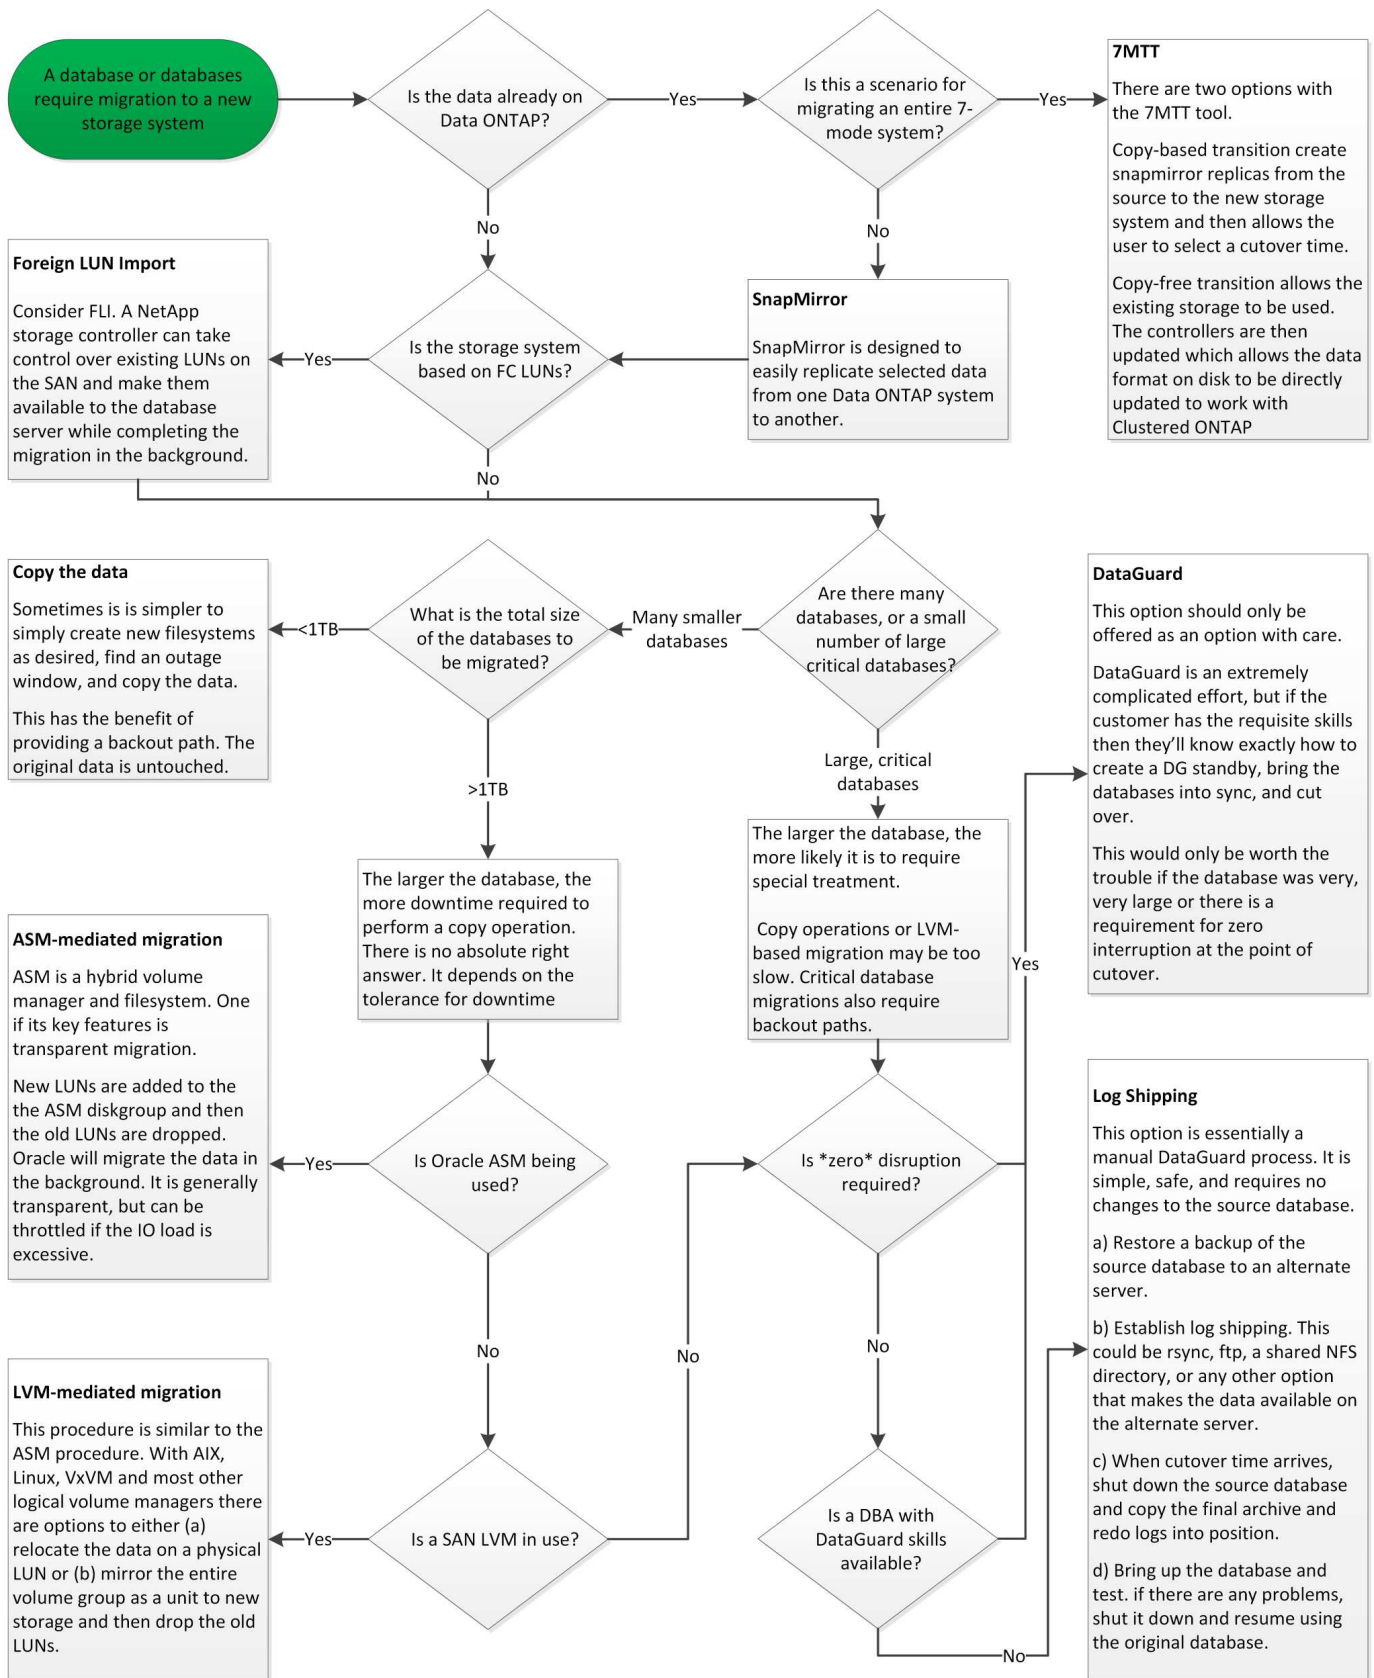 A database or databases
require migration to a new
storage system
Is the data already on
Data ONTAP?
Yes
Is this a scenario for
migrating an entire 7-
mode system?
Yes
7MTT
There are two options with
the 7MTT tool.
Copy-based transition create
snapmirror replicas from the
source to the new storage
system and then allows the
user to select a cutover time.
Copy-free transition allows the
existing storage to be used.
The controllers are then
updated which allows the data
format on disk to be directly
updated to work with
Clustered ONTAP
No
No
Foreign LUN Import
Consider FLI. A NetApp
storage controller can take
control over existing LUNs on
the SAN and make them
available to the database
server while completing the
migration in the background.
Yes
Is the storage system
based on FC LUNs?
SnapMirror
SnapMirror is designed to
easily replicate selected data
from one Data ONTAP system
to another.
No
Copy the data
Sometimes is is simpler to
simply create new filesystems
as desired, find an outage
window, and copy the data.
This has the benefit of
providing a backout path. The
original data is untouched.
<1TB
What is the total size
of the databases to
be migrated?
Many smaller
databases
Are there many
databases, or a small
number of large
critical databases?
DataGuard
This option should only be
offered as an option with care.
DataGuard is an extremely
complicated effort, but if the
customer has the requisite skills
then they’ll know exactly how to
create a DG standby, bring the
databases into sync, and cut
over.
This would only be worth the
trouble if the database was very,
very large or there is a
requirement for zero
interruption at the point of
cutover.
>1TB
Large, critical
databases
The larger the database, the
more downtime required to
perform a copy operation.
There is no absolute right
answer. It depends on the
tolerance for downtime
The larger the database, the
more likely it is to require
special treatment.
Copy operations or LVM-
based migration may be too
slow. Critical database
migrations also require
backout paths.
Yes
ASM-mediated migration
ASM is a hybrid volume
manager and filesystem. One
if its key features is
transparent migration.
New LUNs are added to the
the ASM diskgroup and then
the old LUNs are dropped.
Oracle will migrate the data in
the background. It is generally
transparent, but can be
throttled if the IO load is
excessive.
Yes
Is Oracle ASM being
used?
Is *zero* disruption
required?
Log Shipping
This option is essentially a
manual DataGuard process. It is
simple, safe, and requires no
changes to the source database.
a) Restore a backup of the
source database to an alternate
server.
b) Establish log shipping. This
could be rsync, ftp, a shared NFS
directory, or any other option
that makes the data available on
the alternate server.
c) When cutover time arrives,
shut down the source database
and copy the final archive and
redo logs into position.
d) Bring up the database and
test. if there are any problems,
shut it down and resume using
the original database.
No
No
No
LVM-mediated migration
This procedure is similar to the
ASM procedure. With AIX,
Linux, VxVM and most other
logical volume managers there
are options to either (a)
relocate the data on a physical
LUN or (b) mirror the entire
volume group as a unit to new
storage and then drop the old
LUNs.
Yes
Is a SAN LVM in use?
Is a DBA with
DataGuard skills
available?
No